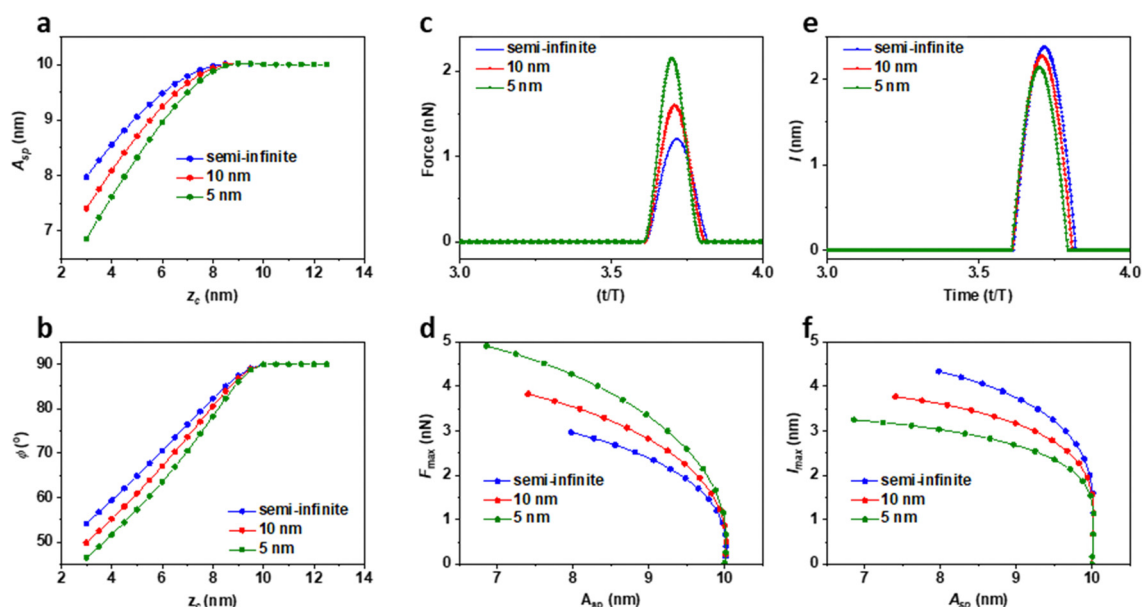 a
10
9
8
7
A_sp (nm)
semi-infinite
10 nm
5 nm
2 4 6 8 10 12 14
z_c (nm)
b
90
80
70
60
50
ϕ (°)
semi-infinite
10 nm
5 nm
2 4 6 8 10 12 14
z_c (nm)
c
semi-infinite
10 nm
5 nm
2
1
0
Force (nN)
3.0 3.5 4.0
(t/T)
d
5
4
3
2
1
0
F_max (nN)
semi-infinite
10 nm
5 nm
7 8 9 10
A_sp (nm)
e
semi-infinite
10 nm
5 nm
2
1
0
I (nm)
3.0 3.5 4.0
Time (t/T)
f
5
4
3
2
1
0
I_max (nm)
semi-infinite
10 nm
5 nm
7 8 9 10
A_sp (nm)